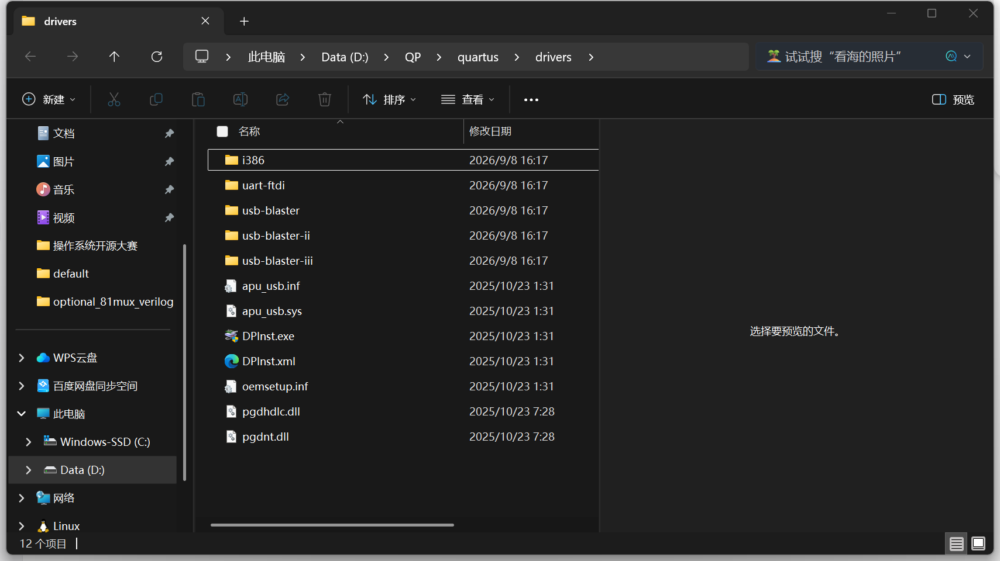 drivers
此电脑 Data (D:) QP quartus drivers
试试搜“看海的照片”
新建 排序 查看 预览
文档
图片
音乐
视频
操作系统开源大赛
default
optional_81mux_verilog
WPS云盘
百度网盘同步空间
此电脑
Windows-SSD (C:)
Data (D:)
网络
Linux
名称 修改日期
i386 2026/9/8 16:17
uart-ftdi 2026/9/8 16:17
usb-blaster 2026/9/8 16:17
usb-blaster-ii 2026/9/8 16:17
usb-blaster-iii 2026/9/8 16:17
apu_usb.inf 2025/10/23 1:31
apu_usb.sys 2025/10/23 1:31
DPInst.exe 2025/10/23 1:31
DPInst.xml 2025/10/23 1:31
oemsetup.inf 2025/10/23 1:31
pgdhdlc.dll 2025/10/23 7:28
pgdnt.dll 2025/10/23 7:28
选择要预览的文件。
12 个项目